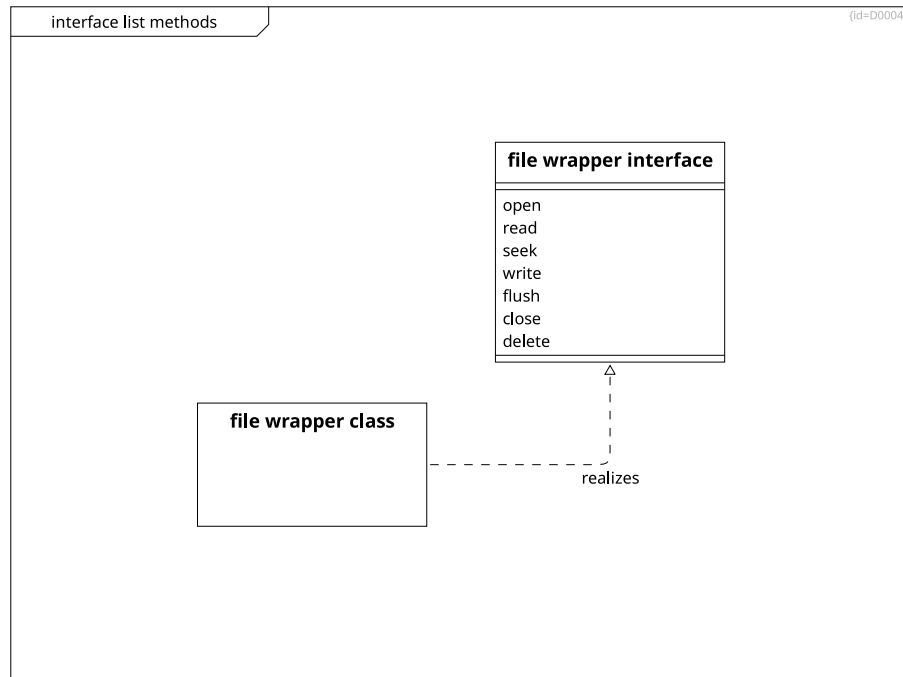 interface list methods
{id=D0004
file wrapper interface
open
read
seek
write
flush
close
delete
file wrapper class
realizes